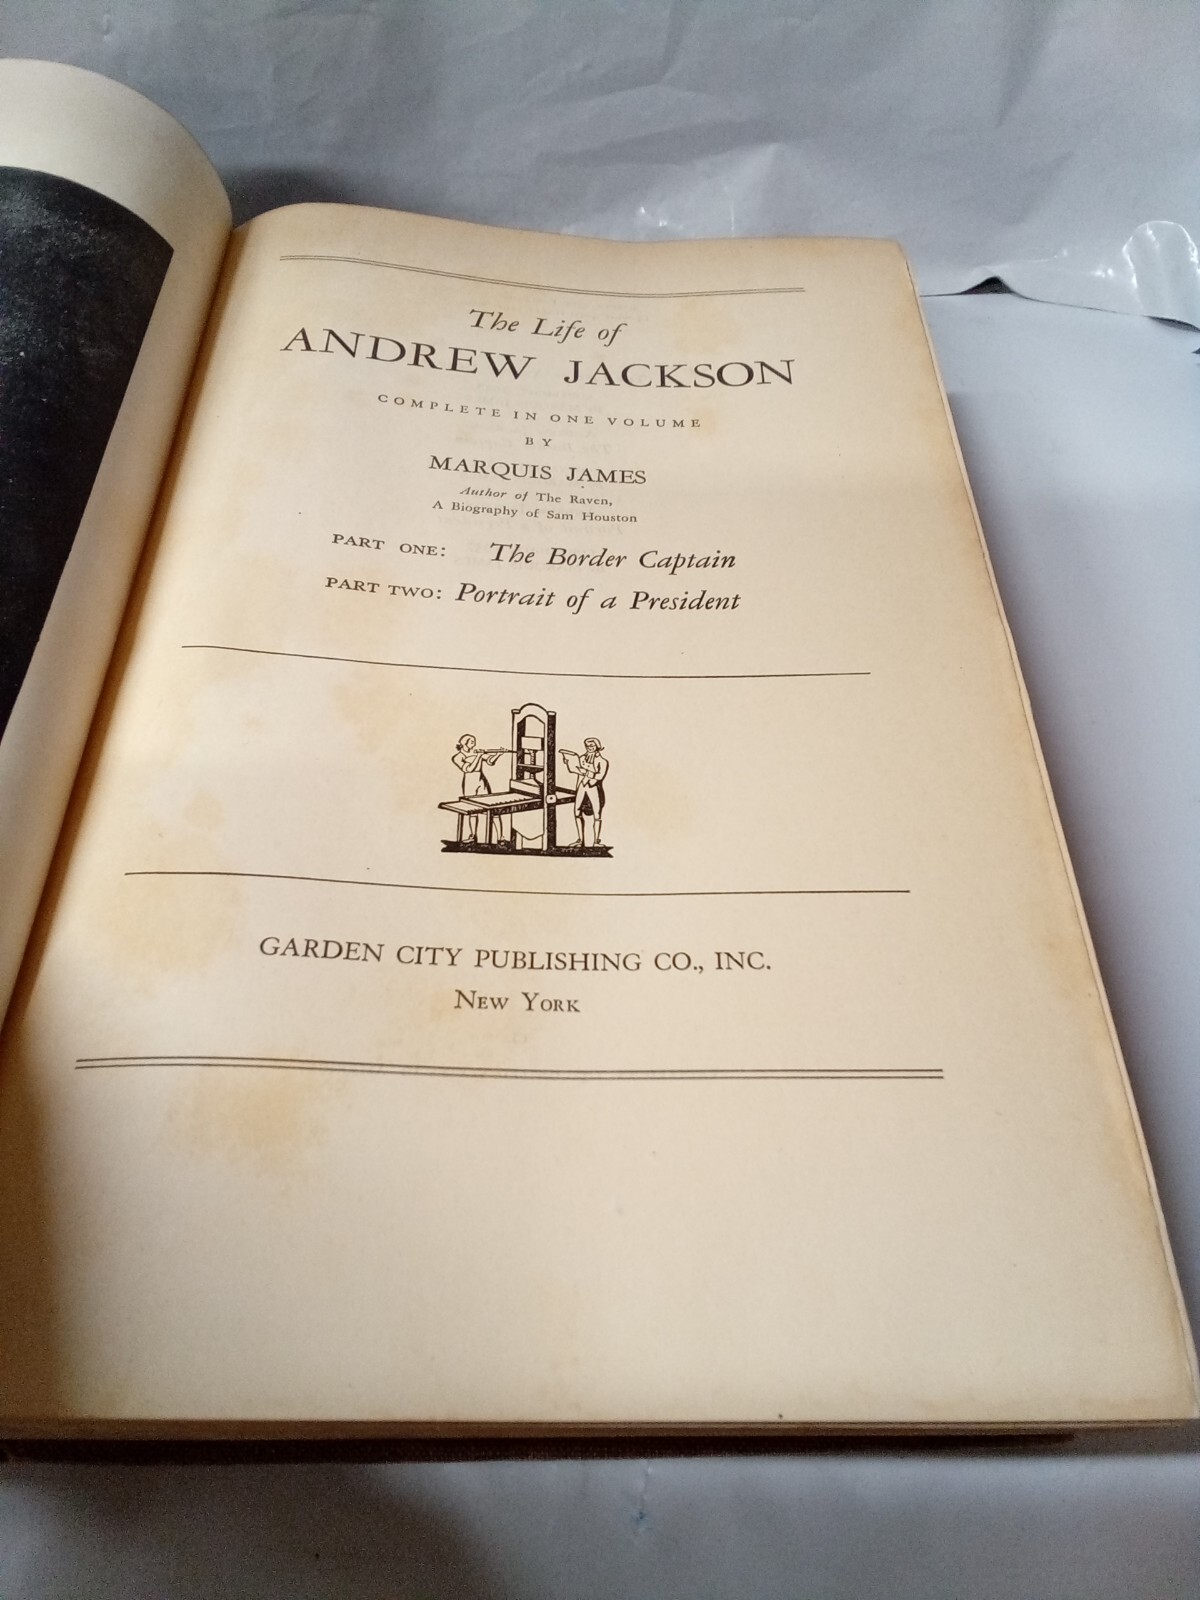 The Life of
ANDREW JACKSON
COMPLETE IN ONE VOLUME
BY
MARQUIS JAMES
Author of The Raven,
A Biography of Sam Houston
PART ONE: The Border Captain
PART TWO: Portrait of a President
GARDEN CITY PUBLISHING CO., INC.
NEW YORK